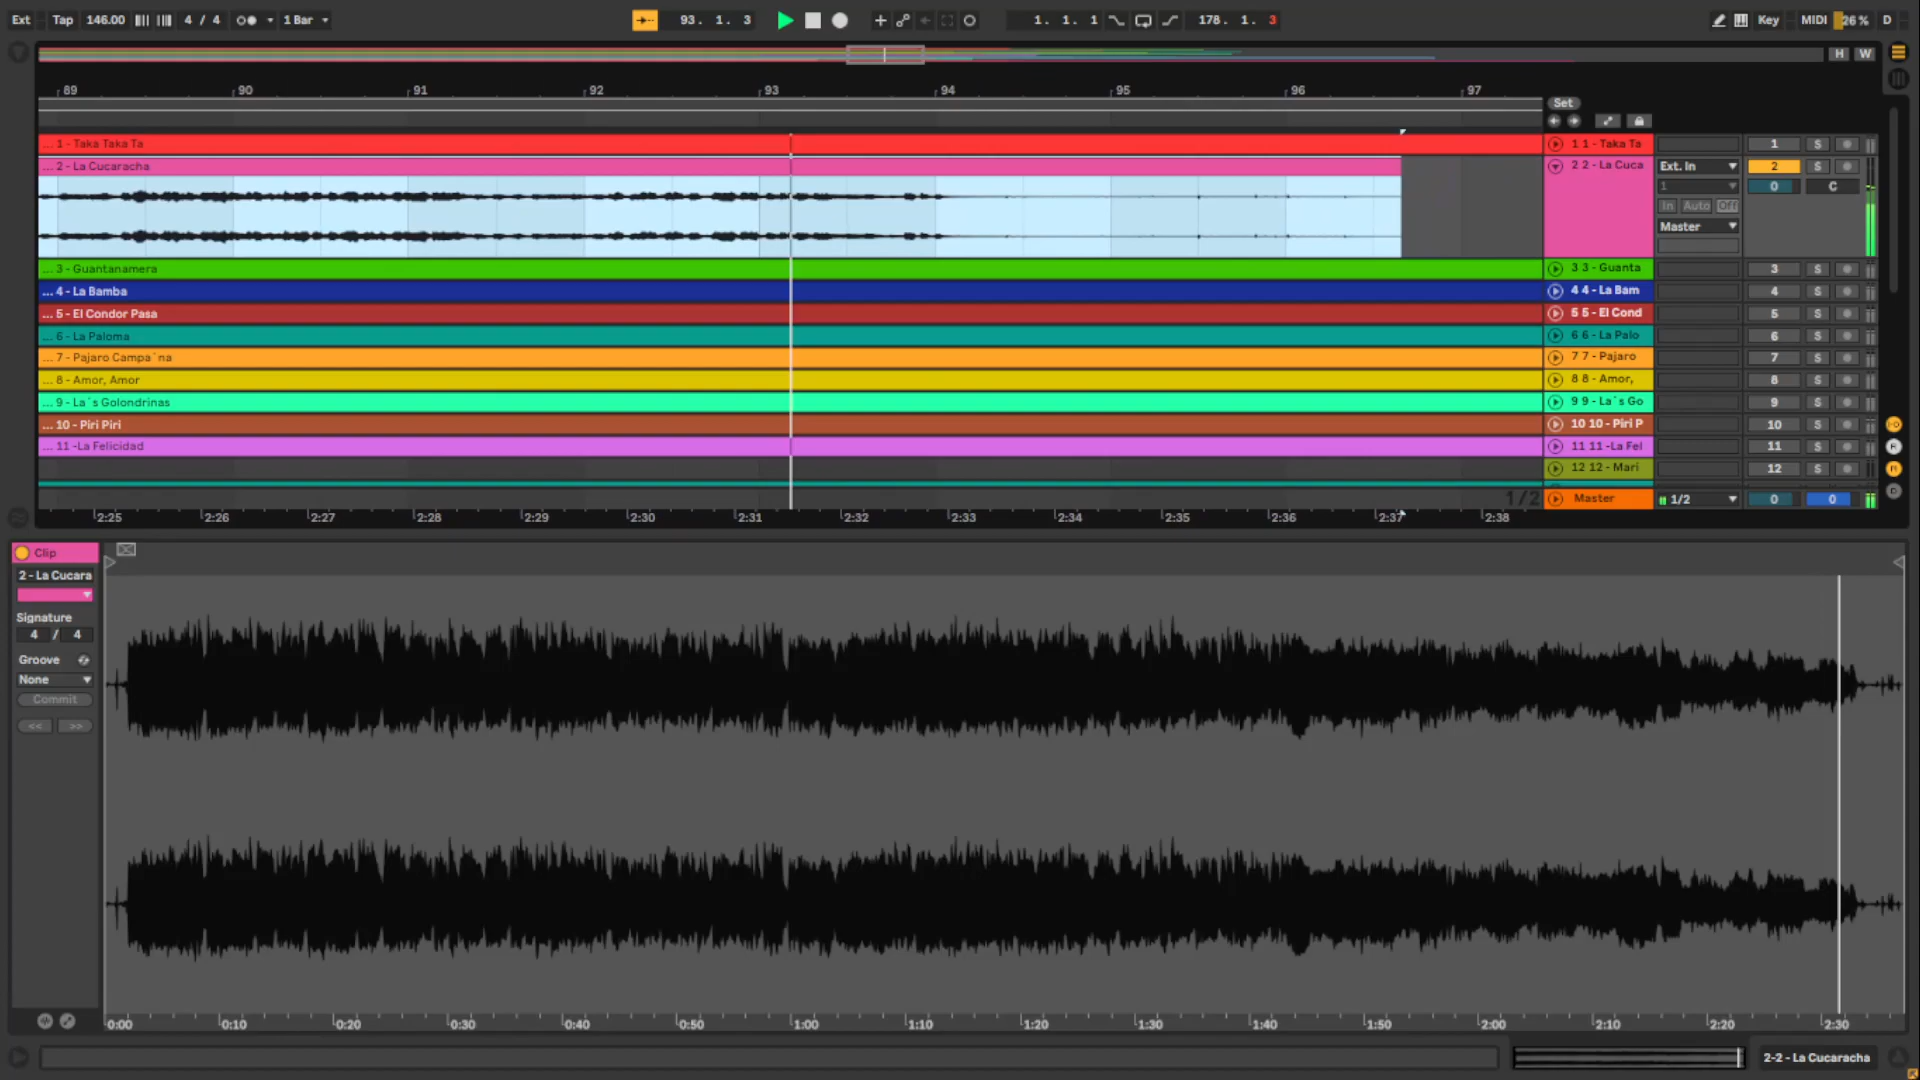 Ext Tap 146.00 4 / 4 1 Bar 93. 1. 3 1. 1. 1 178. 1. 3 Key MIDI 26 % D
H W
89 90 91 92 93 94 95 96 97
Set
... 1 - Taka Taka Ta 1 1 - Taka Ta 1 S
... 2 - La Cucaracha 2 2 - La Cuca Ext. In 2 S
1 0 C
In Auto Off
Master
... 3 - Guantanamera 3 3 - Guanta 3 S
... 4 - La Bamba 4 4 - La Bam 4 S
... 5 - El Condor Pasa 5 5 - El Cond 5 S
... 6 - La Paloma 6 6 - La Palo 6 S
... 7 - Pajaro Campa´na 7 7 - Pajaro 7 S
... 8 - Amor, Amor 8 8 - Amor, 8 S
... 9 - La´s Golondrinas 9 9 - La´s Go 9 S
... 10 - Piri Piri 10 10 - Piri P 10 S
... 11 -La Felicidad 11 11 -La Fel 11 S
12 12 - Mari 12 S
1/2 Master 1/2 0 0
2:25 2:26 2:27 2:28 2:29 2:30 2:31 2:32 2:33 2:34 2:35 2:36 2:37 2:38
Clip
2 - La Cucara
Signature
4 / 4
Groove
None
Commit
<< >>
0:00 0:10 0:20 0:30 0:40 0:50 1:00 1:10 1:20 1:30 1:40 1:50 2:00 2:10 2:20 2:30
2-2 - La Cucaracha